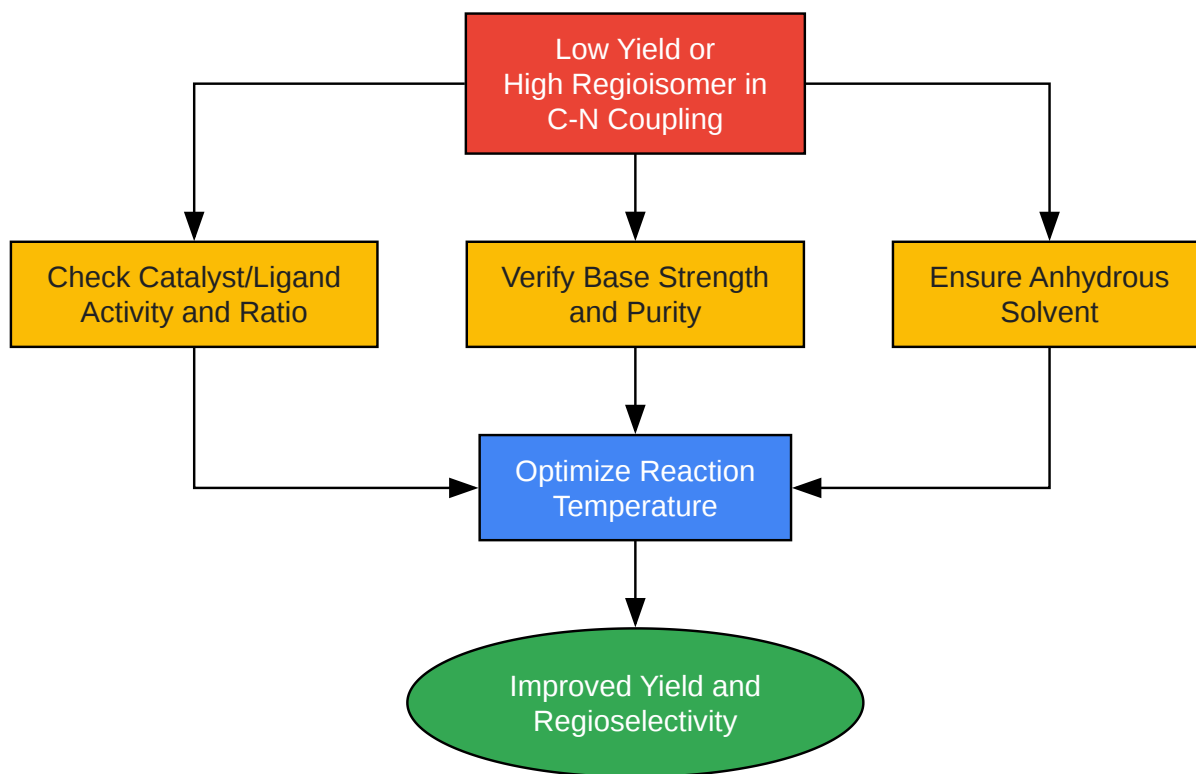 Low Yield or
High Regioisomer in
C-N Coupling
Check Catalyst/Ligand
Activity and Ratio
Verify Base Strength
and Purity
Ensure Anhydrous
Solvent
Optimize Reaction
Temperature
Improved Yield and
Regioselectivity